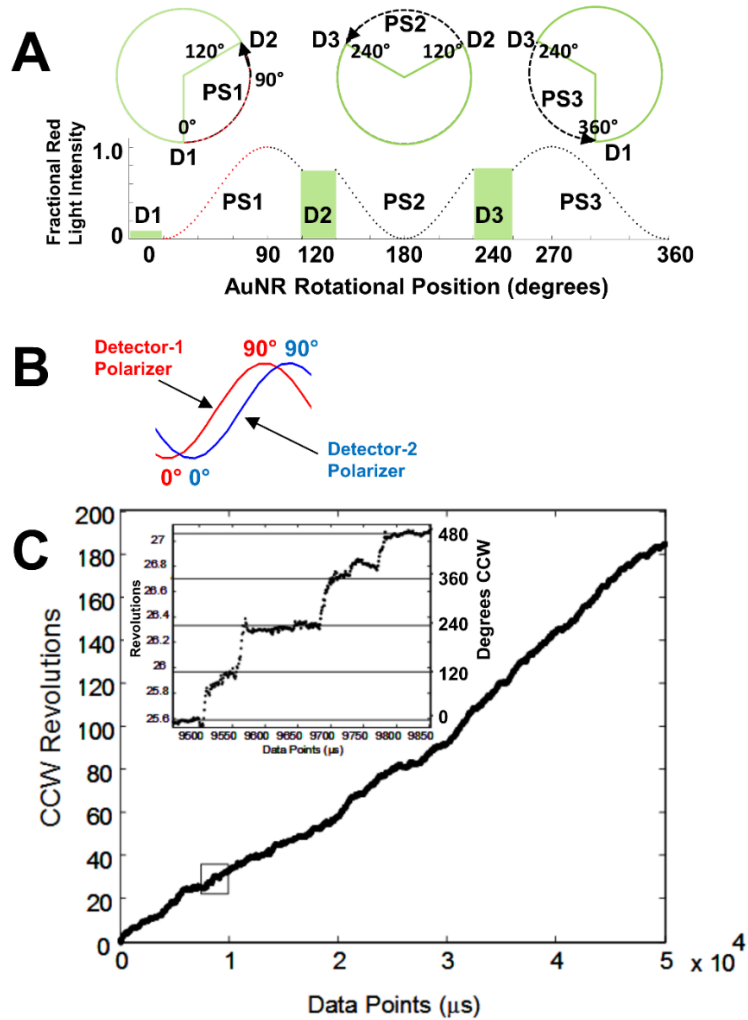 A
120° D2
PS1 90°
0°
D1
D3 PS2 D2
240° 120°
D3
240°
PS3
360°
D1
Fractional Red
Light Intensity
1.0
0
D1 PS1 D2 PS2 D3 PS3
0 90 120 180 240 270 360
AuNR Rotational Position (degrees)
B
Detector-1
Polarizer
90° 90°
0° 0°
Detector-2
Polarizer
C
CCW Revolutions
200
180
160
140
120
100
80
60
40
20
0
0 1 2 3 4 5 x 10^4
Data Points (µs)
Revolutions
27
26.8
26.4
26.2
26
25.8
25.6
9500 9550 9600 9650 9700 9750 9800 9850
Data Points (µs)
480
360
240
120
0
Degrees CCW